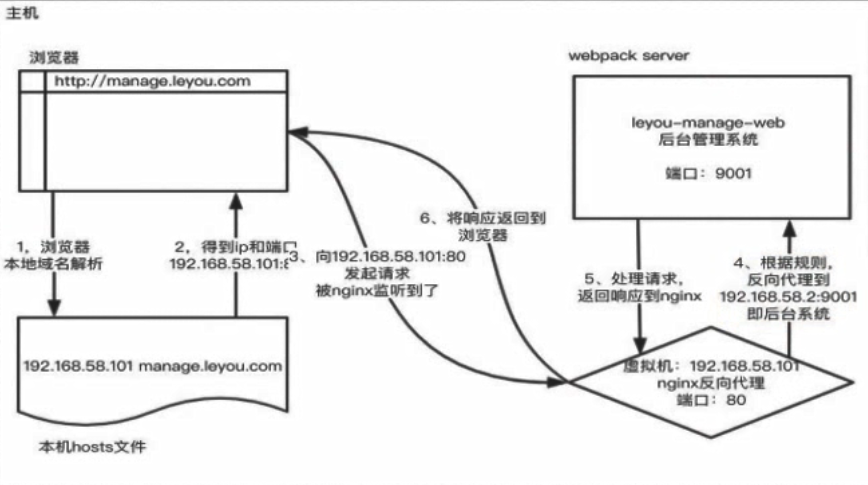 主机
浏览器
http://manage.leyou.com
webpack server
leyou-manage-web
后台管理系统
端口：9001
1，浏览器
本地域名解析
2，得到ip和端口
192.168.58.101:8
3、向192.168.58.101:80
发起请求
被nginx监听到了
6、将响应返回到
浏览器
5、处理请求，
返回响应到nginx
4、根据规则，
反向代理到
192.168.58.2:9001
即后台系统
192.168.58.101 manage.leyou.com
本机hosts文件
虚拟机：192.168.58.101
nginx反向代理
端口：80